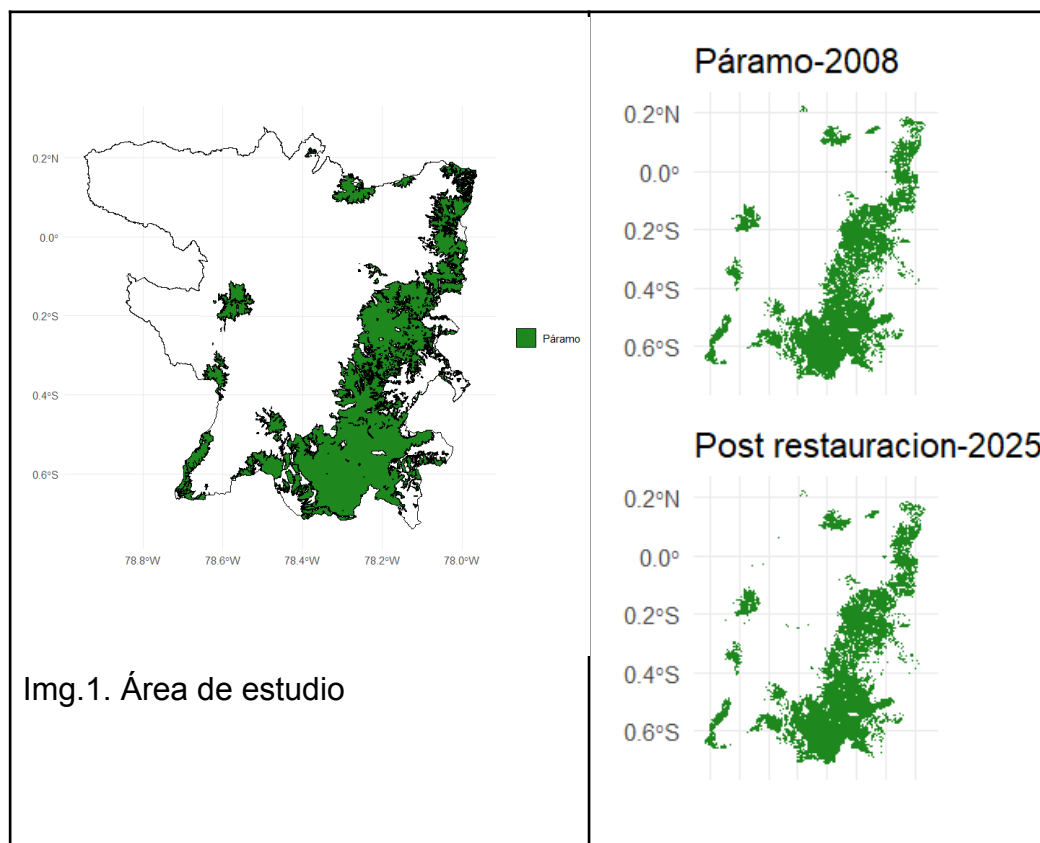 0.2°N
0.0°
0.2°S
0.4°S
0.6°S
78.8°W
78.6°W
78.4°W
78.2°W
78.0°W
Páramo
Img.1. Área de estudio
Páramo-2008
0.2°N
0.0°
0.2°S
0.4°S
0.6°S
Post restauracion-2025
0.2°N
0.0°
0.2°S
0.4°S
0.6°S